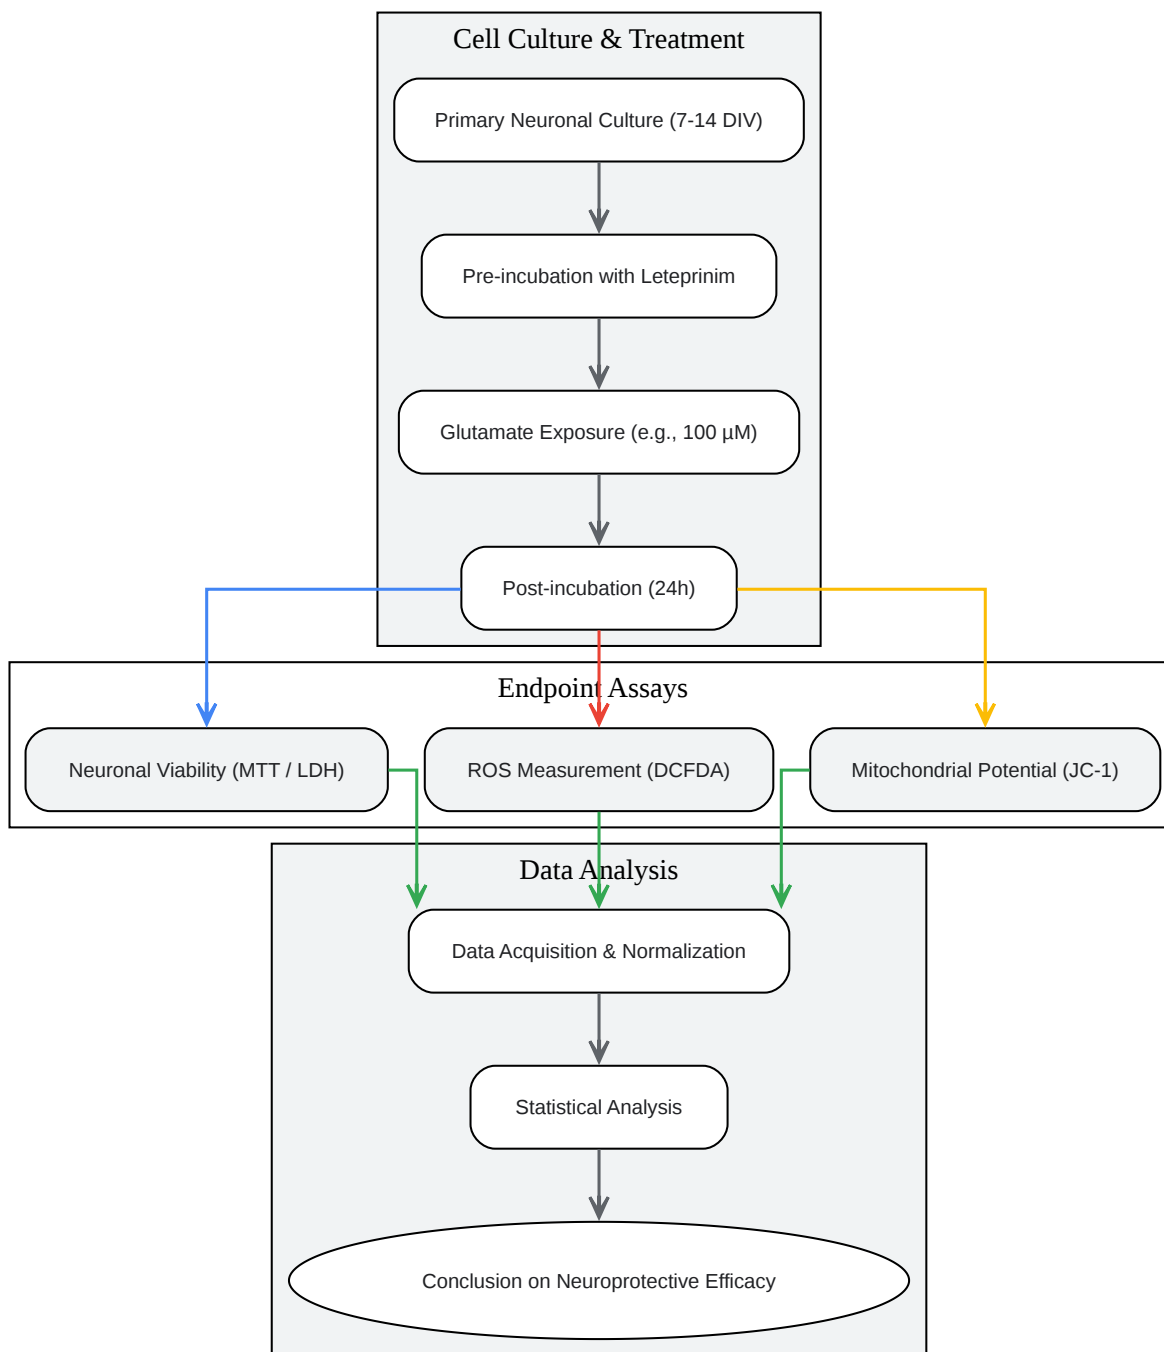 Cell Culture & Treatment
Primary Neuronal Culture (7-14 DIV)
Pre-incubation with Leteprinim
Glutamate Exposure (e.g., 100 µM)
Post-incubation (24h)
Endpoint Assays
Neuronal Viability (MTT / LDH)
ROS Measurement (DCFDA)
Mitochondrial Potential (JC-1)
Data Analysis
Data Acquisition & Normalization
Statistical Analysis
Conclusion on Neuroprotective Efficacy